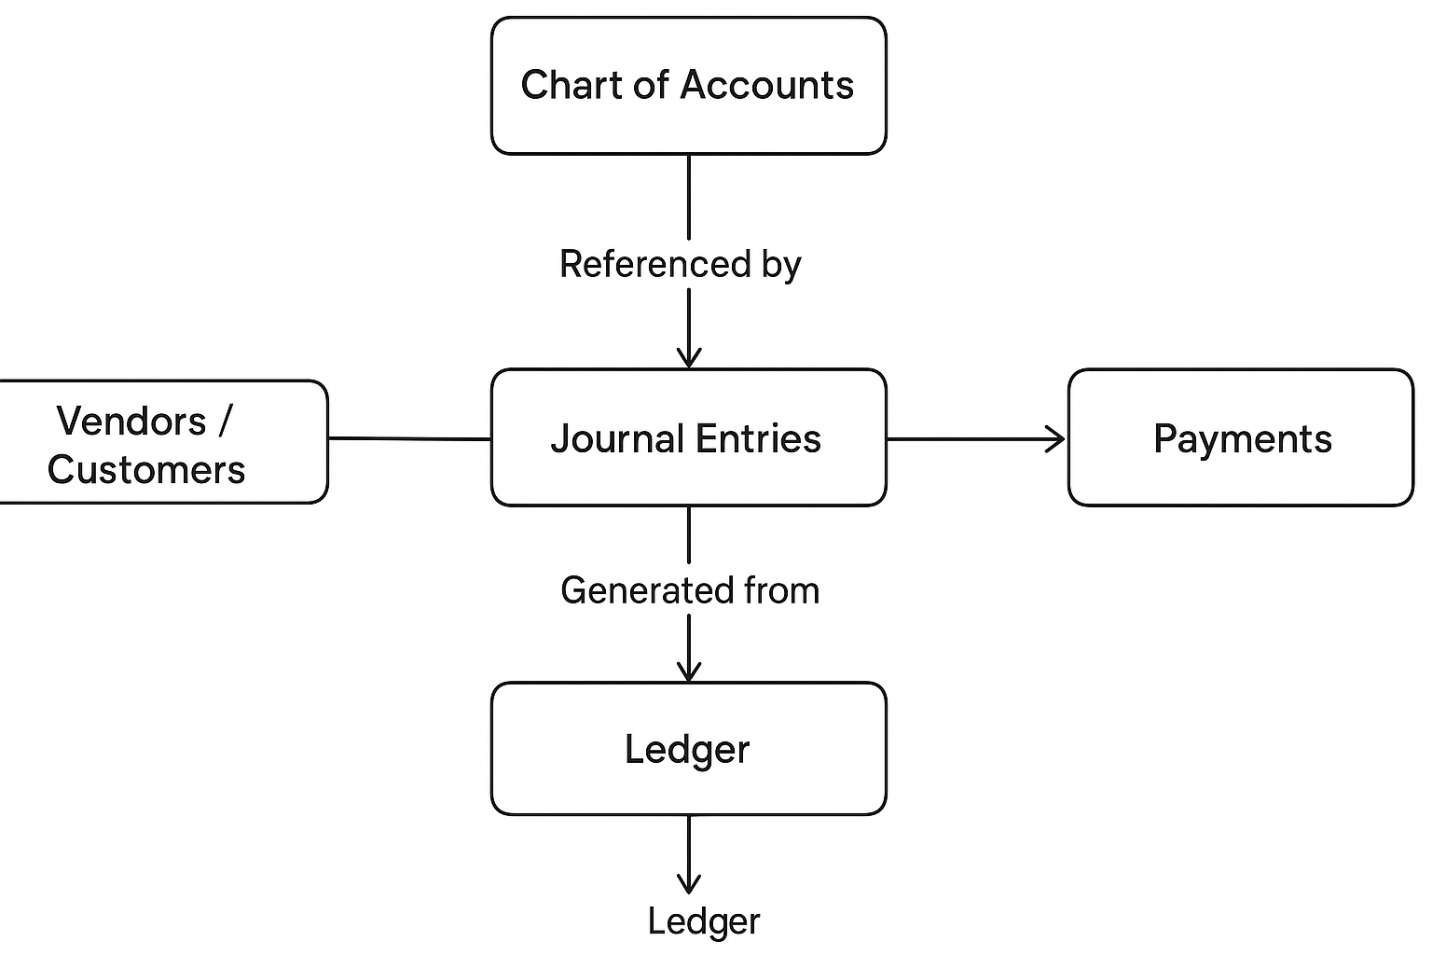 Chart of Accounts
Referenced by
Vendors /
Customers
Journal Entries
Payments
Generated from
Ledger
Ledger